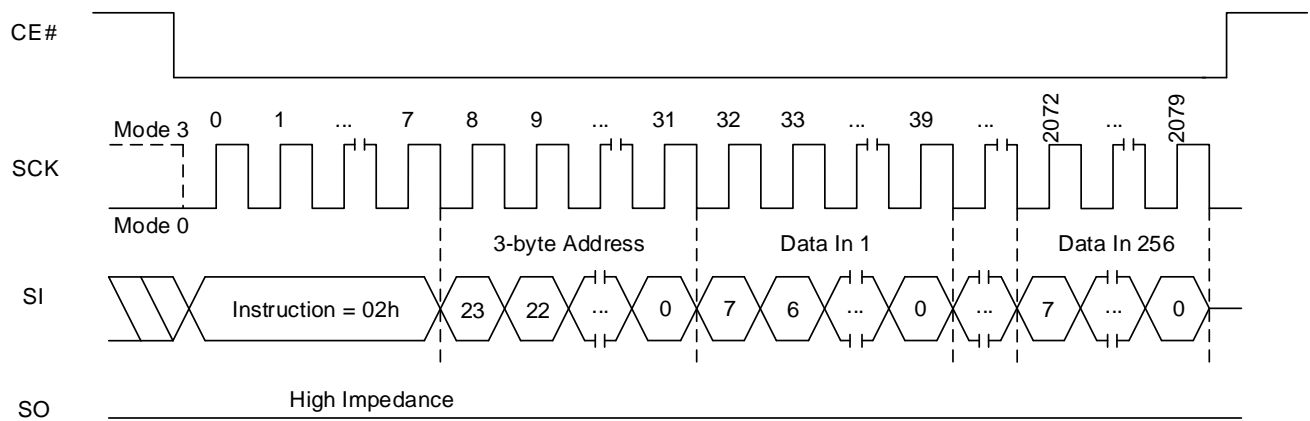 CE#
0 1 ... 7 8 9 ... 31 32 33 ... 39 ... 2072 ... 2079
Mode 3
SCK
Mode 0
3-byte Address Data In 1 Data In 256
SI
Instruction = 02h 23 22 ... 0 7 6 ... 0 ... 7 ... 0
High Impedance
SO